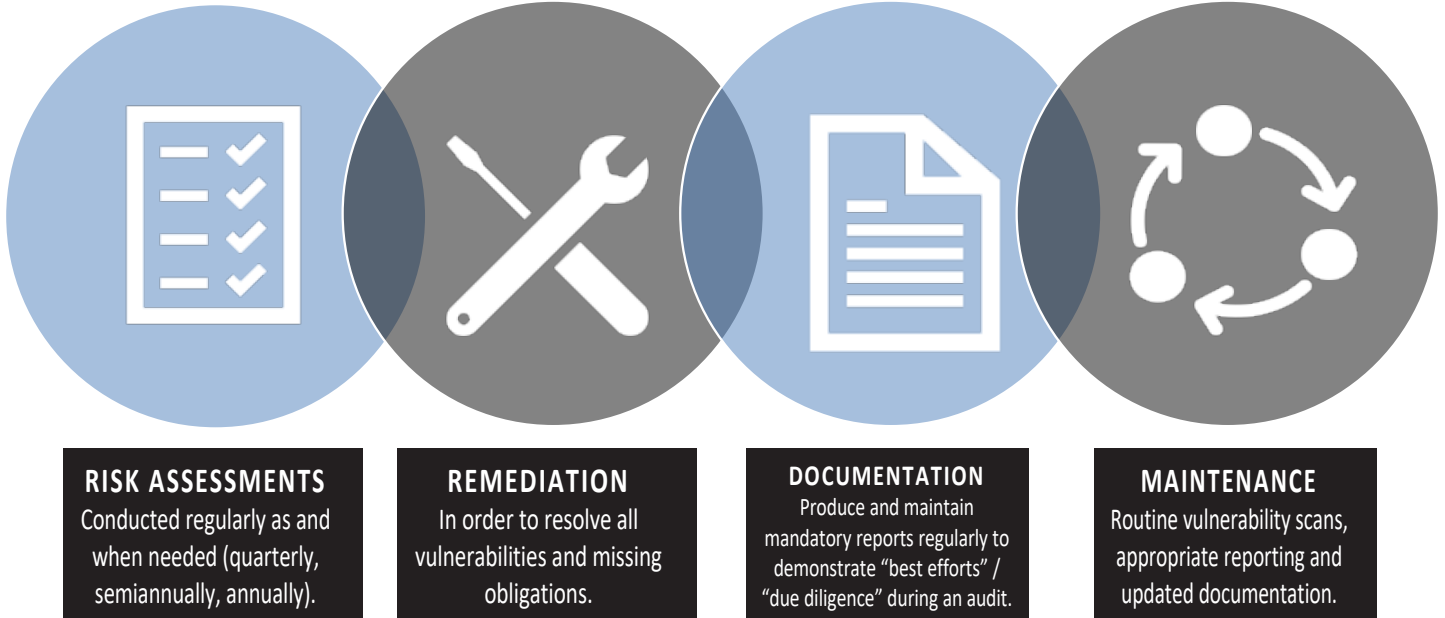 RISK ASSESSMENTS
Conducted regularly as and
when needed (quarterly,
semiannually, annually).
REMEDIATION
In order to resolve all
vulnerabilities and missing
obligations.
DOCUMENTATION
Produce and maintain
mandatory reports regularly to
demonstrate “best efforts” /
“due diligence” during an audit.
MAINTENANCE
Routine vulnerability scans,
appropriate reporting and
updated documentation.